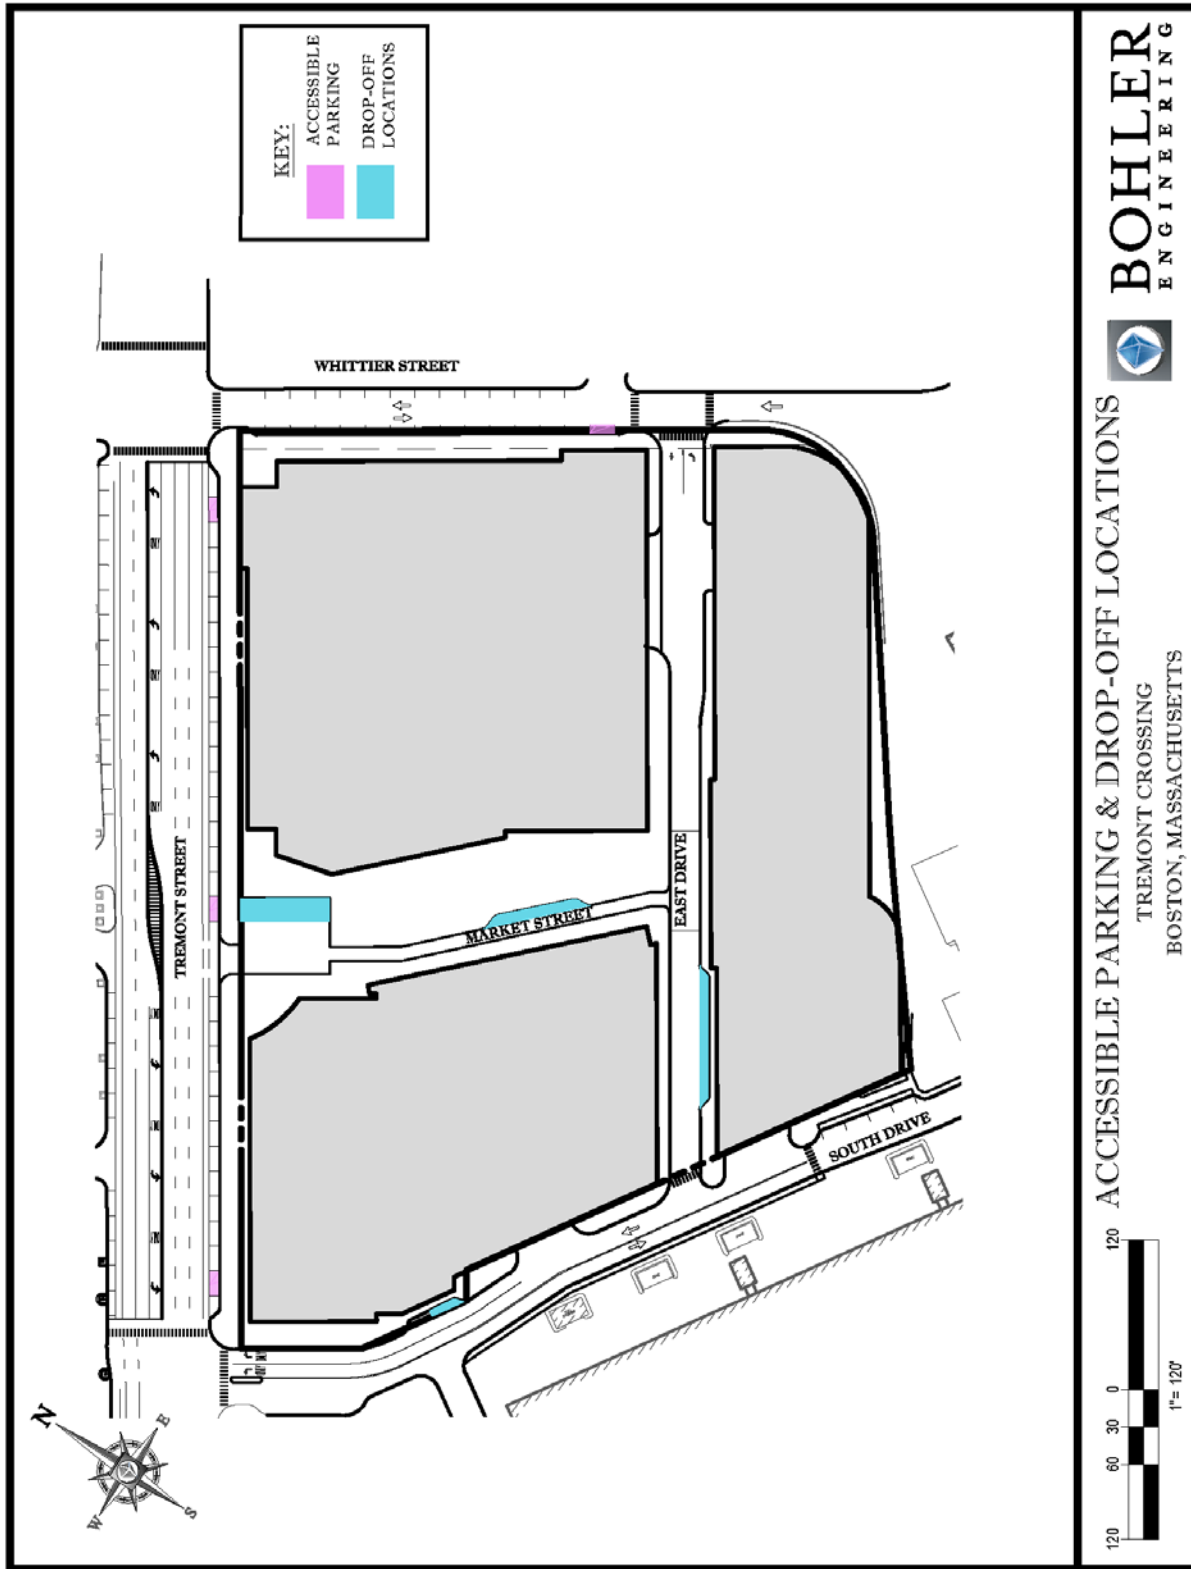 KEY:
ACCESSIBLE
PARKING
DROP-OFF
LOCATIONS
WHITTIER STREET
TREMONT STREET
MARKET STREET
EAST DRIVE
SOUTH DRIVE
N
E
S
W
120
60
30
0
120
1"= 120'
ACCESSIBLE PARKING & DROP-OFF LOCATIONS
TREMONT CROSSING
BOSTON, MASSACHUSETTS
BOHLER
ENGINEERING